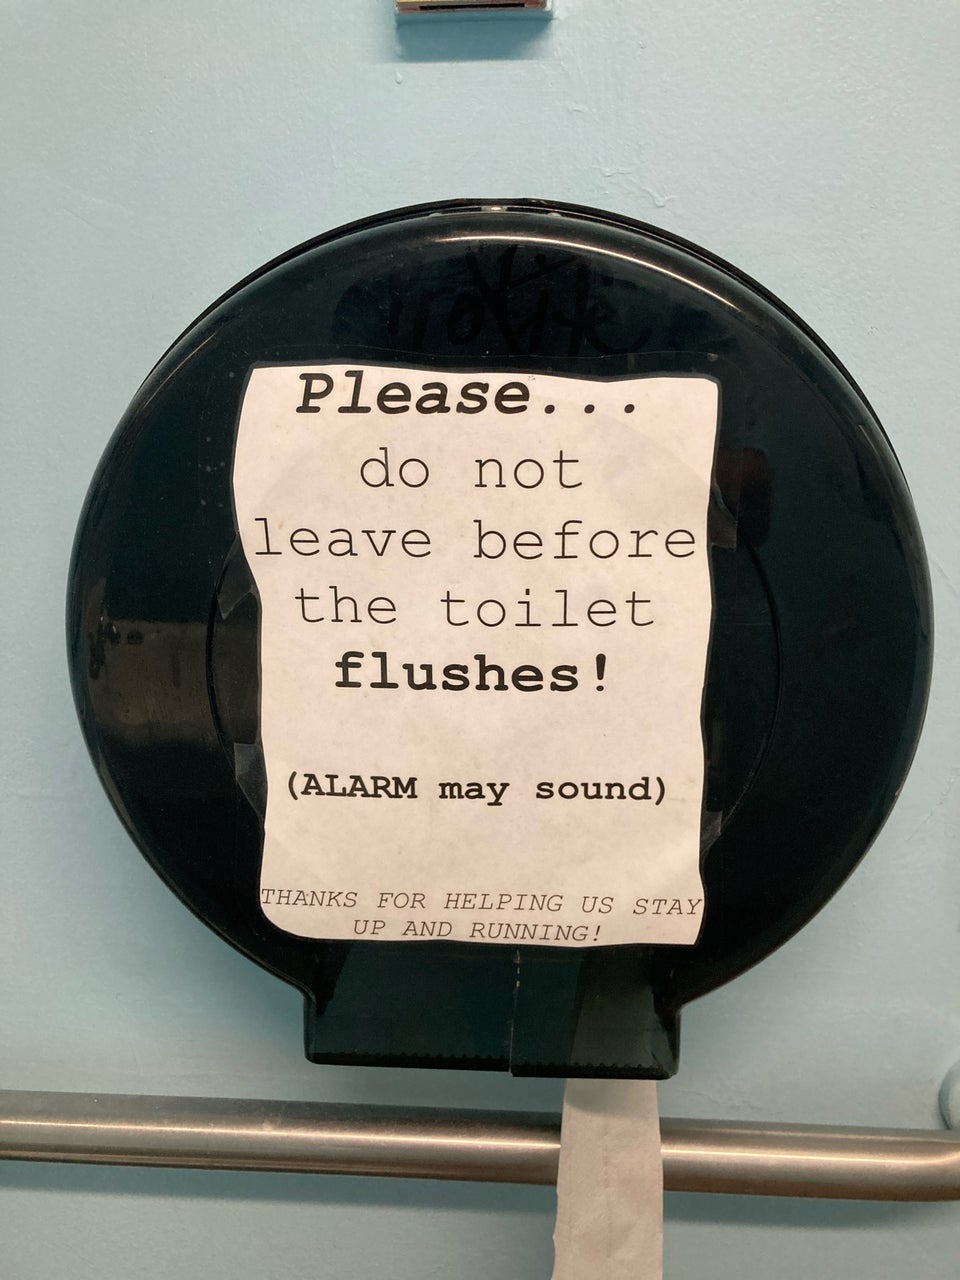 Please...
do not
leave before
the toilet
flushes!
(ALARM may sound)
THANKS FOR HELPING US STAY
UP AND RUNNING!